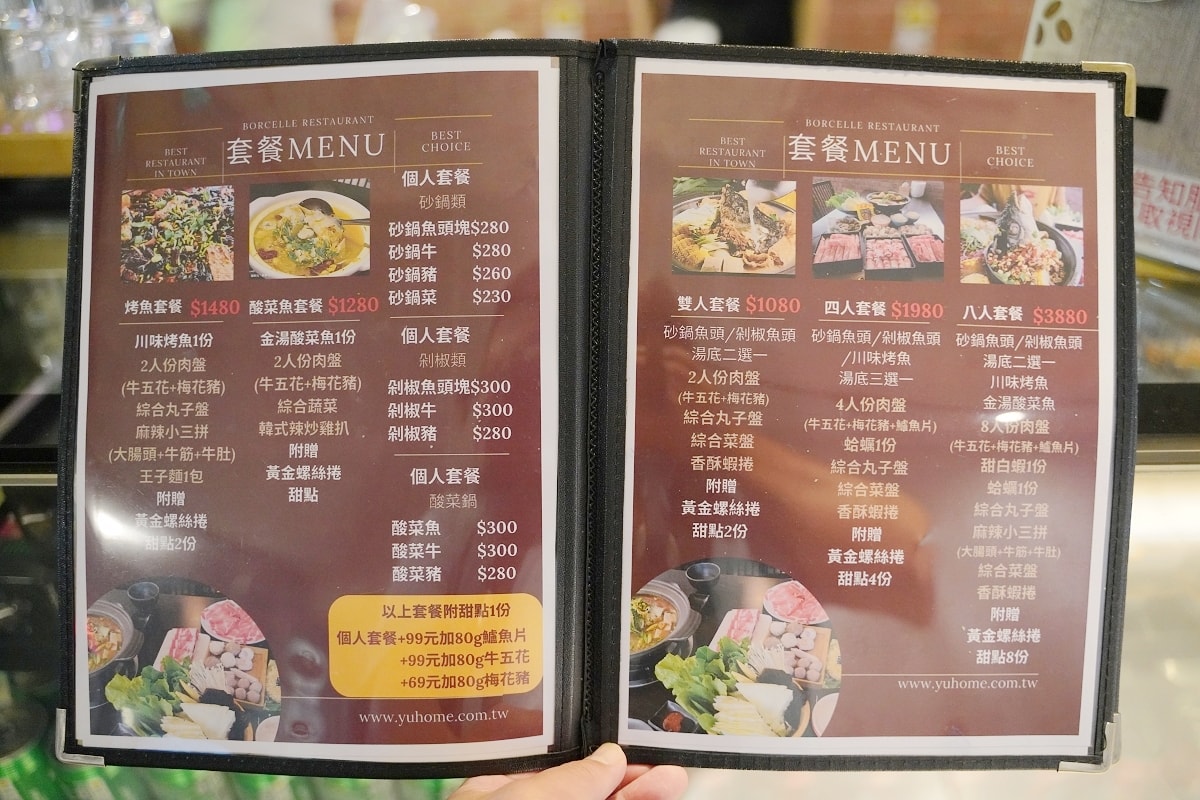 BORCELLE RESTAURANT
BEST
RESTAURANT
IN TOWN
套餐MENU
BEST
CHOICE
烤魚套餐 $1480
川味烤魚1份
2人份肉盤
(牛五花+梅花豬)
綜合丸子盤
麻辣小三拼
(大腸頭+牛筋+牛肚)
王子麵1包
附贈
黃金螺絲捲
甜點2份
酸菜魚套餐 $1280
金湯酸菜魚1份
2人份肉盤
(牛五花+梅花豬)
綜合蔬菜
韓式辣炒雞扒
附贈
黃金螺絲捲
甜點
個人套餐
砂鍋類
砂鍋魚頭塊$280
砂鍋牛 $280
砂鍋豬 $260
砂鍋菜 $230
個人套餐
剁椒類
剁椒魚頭塊$300
剁椒牛 $300
剁椒豬 $280
個人套餐
酸菜鍋
酸菜魚 $300
酸菜牛 $300
酸菜豬 $280
以上套餐附甜點1份
個人套餐+99元加80g鱸魚片
+99元加80g牛五花
+69元加80g梅花豬
www.yuhome.com.tw
BORCELLE RESTAURANT
BEST
RESTAURANT
IN TOWN
套餐MENU
BEST
CHOICE
雙人套餐 $1080
砂鍋魚頭/剁椒魚頭
湯底二選一
2人份肉盤
(牛五花+梅花豬)
綜合丸子盤
綜合菜盤
香酥蝦捲
附贈
黃金螺絲捲
甜點2份
四人套餐 $1980
砂鍋魚頭/剁椒魚頭
/川味烤魚
湯底三選一
4人份肉盤
(牛五花+梅花豬+鱸魚片)
蛤蠣1份
綜合丸子盤
綜合菜盤
香酥蝦捲
附贈
黃金螺絲捲
甜點4份
八人套餐 $3880
砂鍋魚頭/剁椒魚頭
湯底二選一
川味烤魚
金湯酸菜魚
8人份肉盤
(牛五花+梅花豬+鱸魚片)
甜白蝦1份
蛤蠣1份
綜合丸子盤
麻辣小三拼
(大腸頭+牛筋+牛肚)
綜合菜盤
香酥蝦捲
附贈
黃金螺絲捲
甜點8份
www.yuhome.com.tw